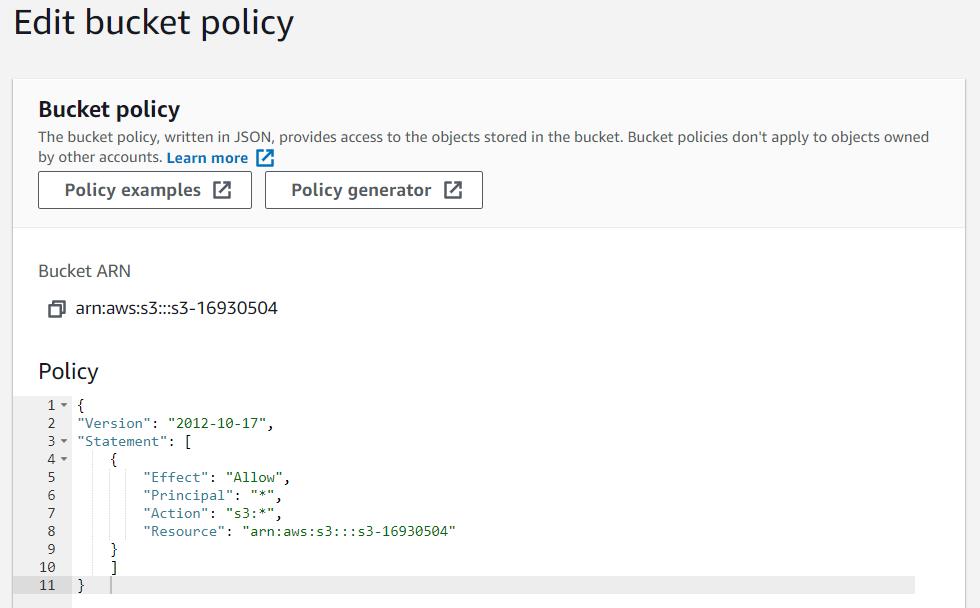 Edit bucket policy
Bucket policy
The bucket policy, written in JSON, provides access to the objects stored in the bucket. Bucket policies don't apply to objects owned
by other accounts. Learn more
Policy examples Policy generator
Bucket ARN
arn:aws:s3:::s3-16930504
Policy
1 {
2 "Version": "2012-10-17",
3 "Statement": [
4 {
5 "Effect": "Allow",
6 "Principal": "*",
7 "Action": "s3:*",
8 "Resource": "arn:aws:s3:::s3-16930504"
9 }
10 ]
11 }